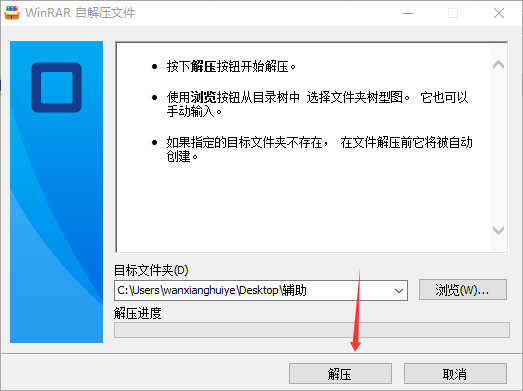 WinRAR 自解压文件
按下解压按钮开始解压。
使用浏览按钮从目录树中 选择文件夹树型图。 它也可以
手动输入。
如果指定的目标文件夹不存在， 在文件解压前它将被自动
创建。
目标文件夹(D)
C:\Users\wanxianghuiye\Desktop\辅助
浏览(W)...
解压进度
解压
取消